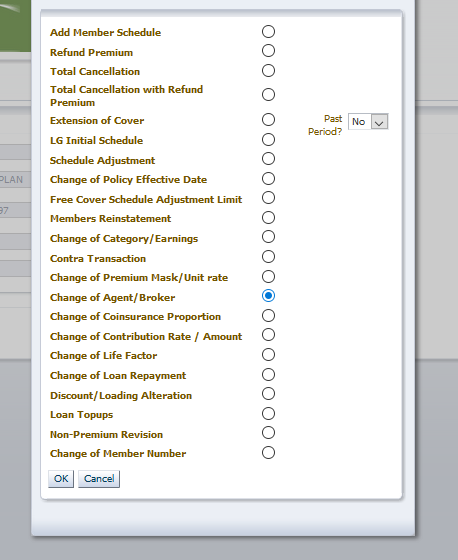 Add Member Schedule
Refund Premium
Total Cancellation
Total Cancellation with Refund
Premium
Extension of Cover
Past
Period?
No
LG Initial Schedule
Schedule Adjustment
Change of Policy Effective Date
PLAN
Free Cover Schedule Adjustment Limit
97
Members Reinstatement
Change of Category/Earnings
Contra Transaction
Change of Premium Mask/Unit rate
Change of Agent/Broker
Change of Coinsurance Proportion
Change of Contribution Rate / Amount
Change of Life Factor
Change of Loan Repayment
Discount/Loading Alteration
Loan Topups
Non-Premium Revision
Change of Member Number
OK Cancel